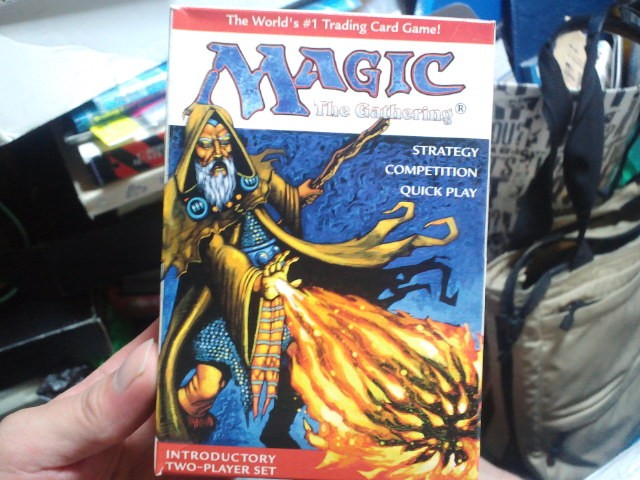 The World's #1 Trading Card Game!
MAGIC
The Gathering®
STRATEGY
COMPETITION
QUICK PLAY
INTRODUCTORY
TWO-PLAYER SET